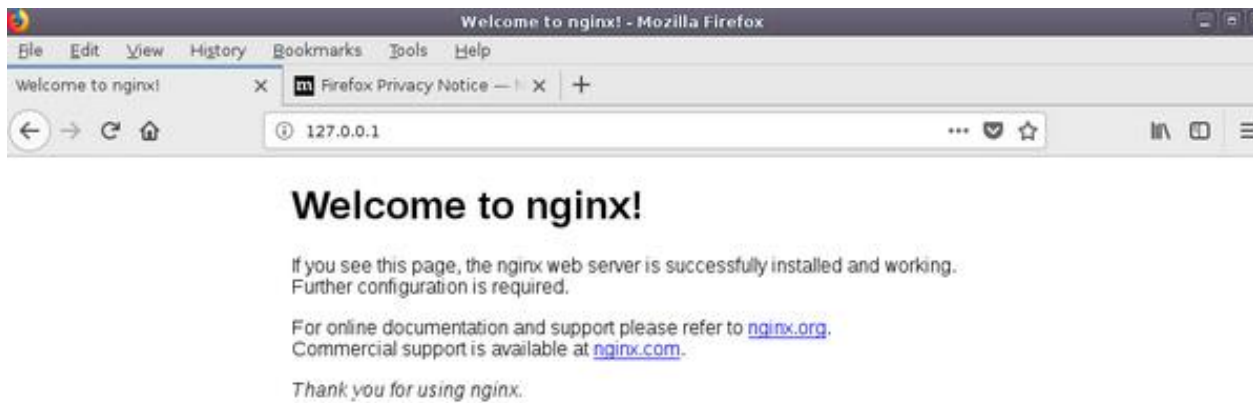 Welcome to nginx! - Mozilla Firefox
File Edit View History Bookmarks Tools Help
Welcome to nginx! m Firefox Privacy Notice —
127.0.0.1
Welcome to nginx!
If you see this page, the nginx web server is successfully installed and working.
Further configuration is required.
For online documentation and support please refer to nginx.org.
Commercial support is available at nginx.com.
Thank you for using nginx.